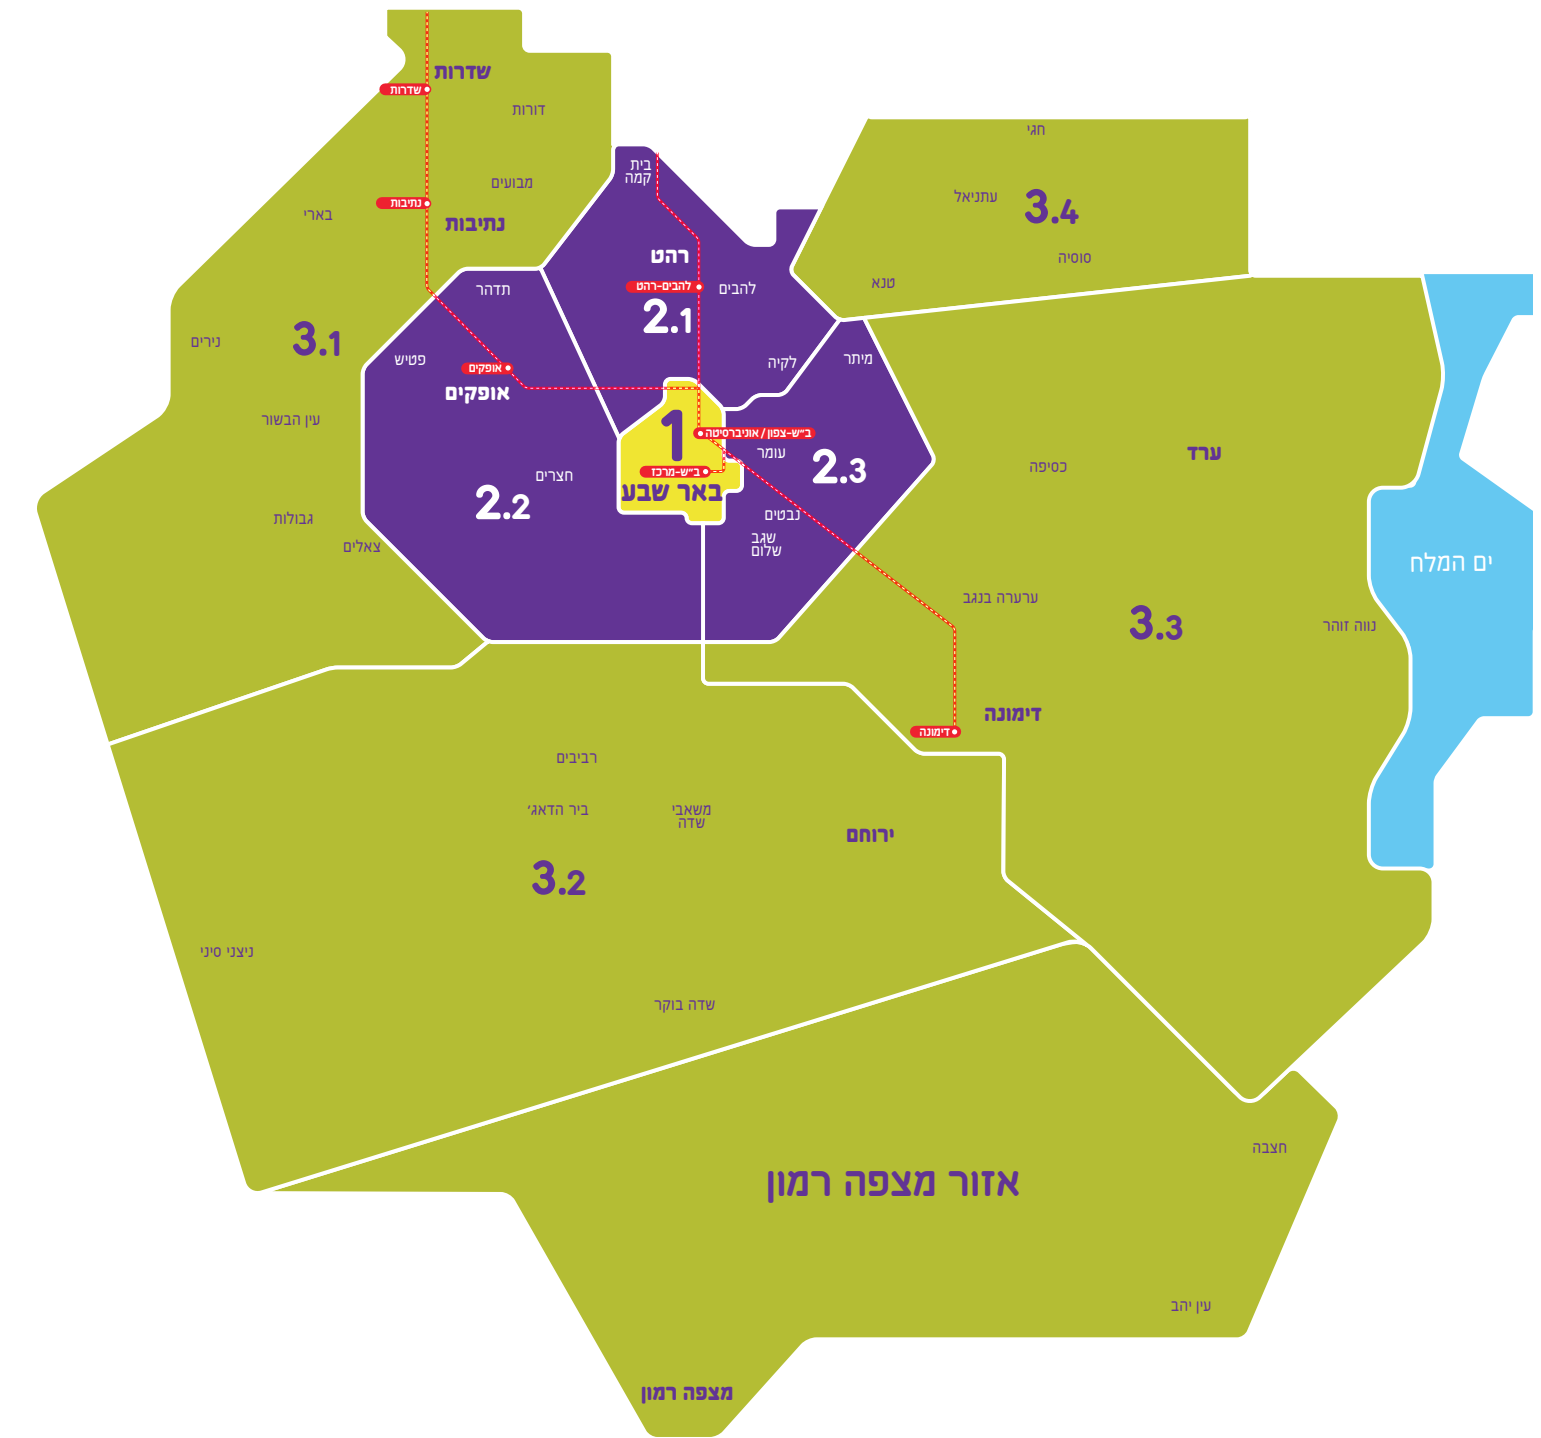 שדרות
שדרות
דורות
חגי
בית
קמה
מבועים
עתניאל
3.4
נתיבות
בארי
נתיבות
רהט
סוסיה
טנא
תדהר
להבים-רהט
להבים
2.1
נירים
3.1
פטיש
אופקים
לקיה
מיתר
אופקים
עין הבשור
1
ב״ש-צפון/אוניברסיטה
עומר
ערד
2.3
כסיפה
ב״ש-מרכז
חצרים
באר שבע
2.2
נבטים
גבולות
שגב
שלום
צאלים
ים המלח
ערערה בנגב
3.3
נווה זוהר
דימונה
דימונה
רביבים
ביר הדאג׳
משאבי
שדה
ירוחם
3.2
ניצני סיני
שדה בוקר
חצבה
אזור מצפה רמון
עין יהב
מצפה רמון